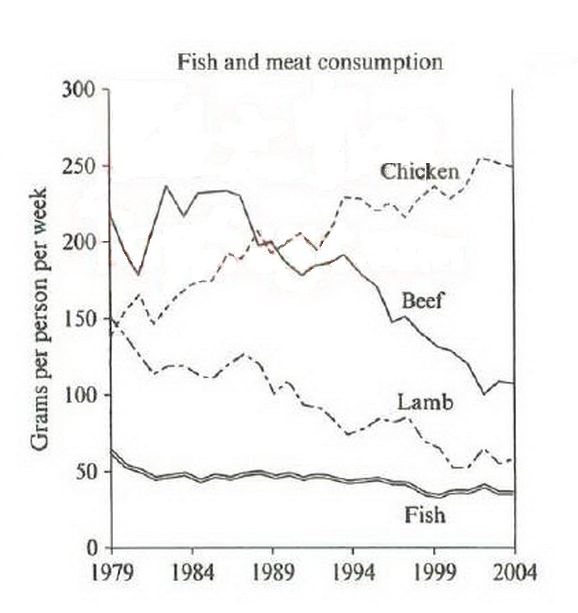 Fish and meat consumption
Grams per person per week
300
250
200
150
100
50
0
Chicken
Beef
Lamb
Fish
1979 1984 1989 1994 1999 2004